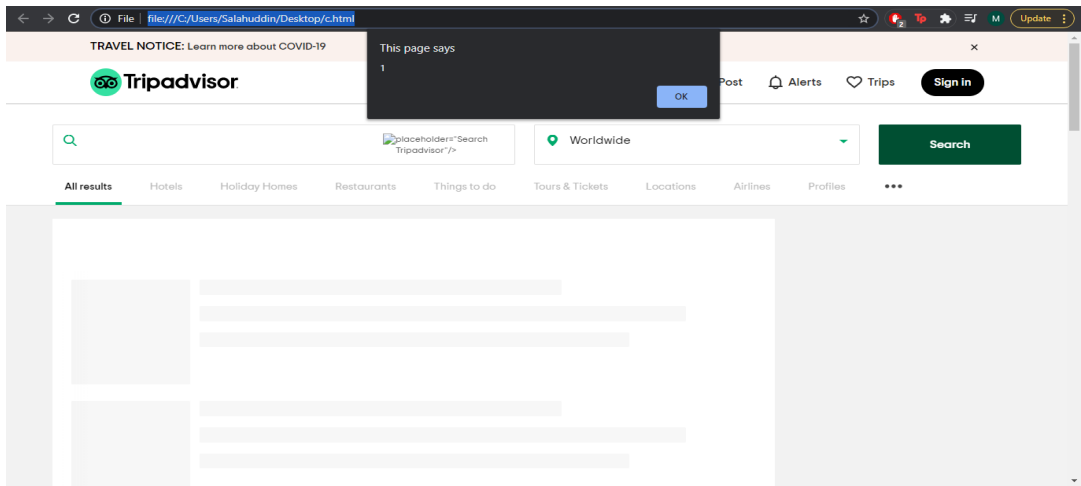 File file:///C:/Users/Salahuddin/Desktop/c.html 2 Tp M Update
TRAVEL NOTICE: Learn more about COVID-19
This page says
1
OK
Tripadvisor
Post Alerts Trips Sign in
placeholder="Search
Tripadvisor"/>
Worldwide
Search
All results Hotels Holiday Homes Restaurants Things to do Tours & Tickets Locations Airlines Profiles